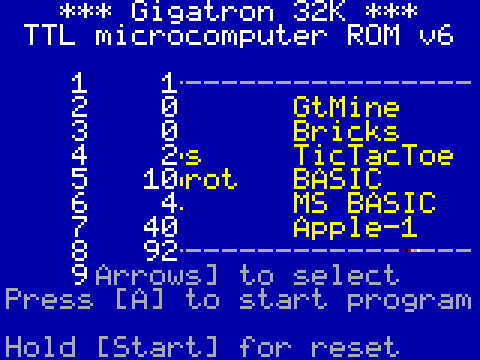 *** Gigatron 32K ***
TTL microcomputer ROM v6
1 1
2 0 GtMine
3 0 Bricks
4 2 s TicTacToe
5 10 rot BASIC
6 4 MS BASIC
7 40 Apple-1
8 92
9 Arrows] to select
Press [A] to start program
Hold [Start] for reset